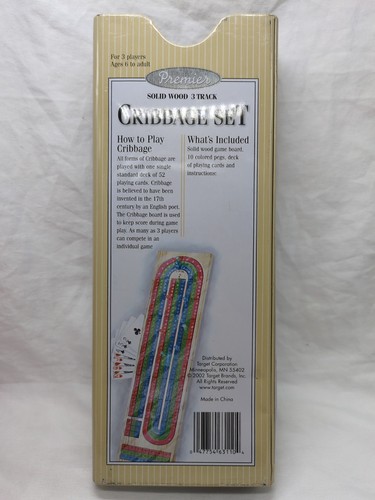 For 3 players
Ages 6 to adult
Premier
SOLID WOOD 3 TRACK
CRIBBAGE SET
How to Play
Cribbage
All forms of Cribbage are
played with one single
standard deck of 52
playing cards. Cribbage
is believed to have been
invented in the 17th
century by an English poet.
The Cribbage board is used
to keep score during game
play. As many as 3 players
can compete in an
individual game
What's Included
Solid wood game board,
10 colored pegs, deck
of playing cards and
instructions
Distributed by
Target Corporation
Minneapolis, MN 55402
©2002 Target Brands, Inc.
All Rights Reserved
www.target.com
Made in China
47754 63110